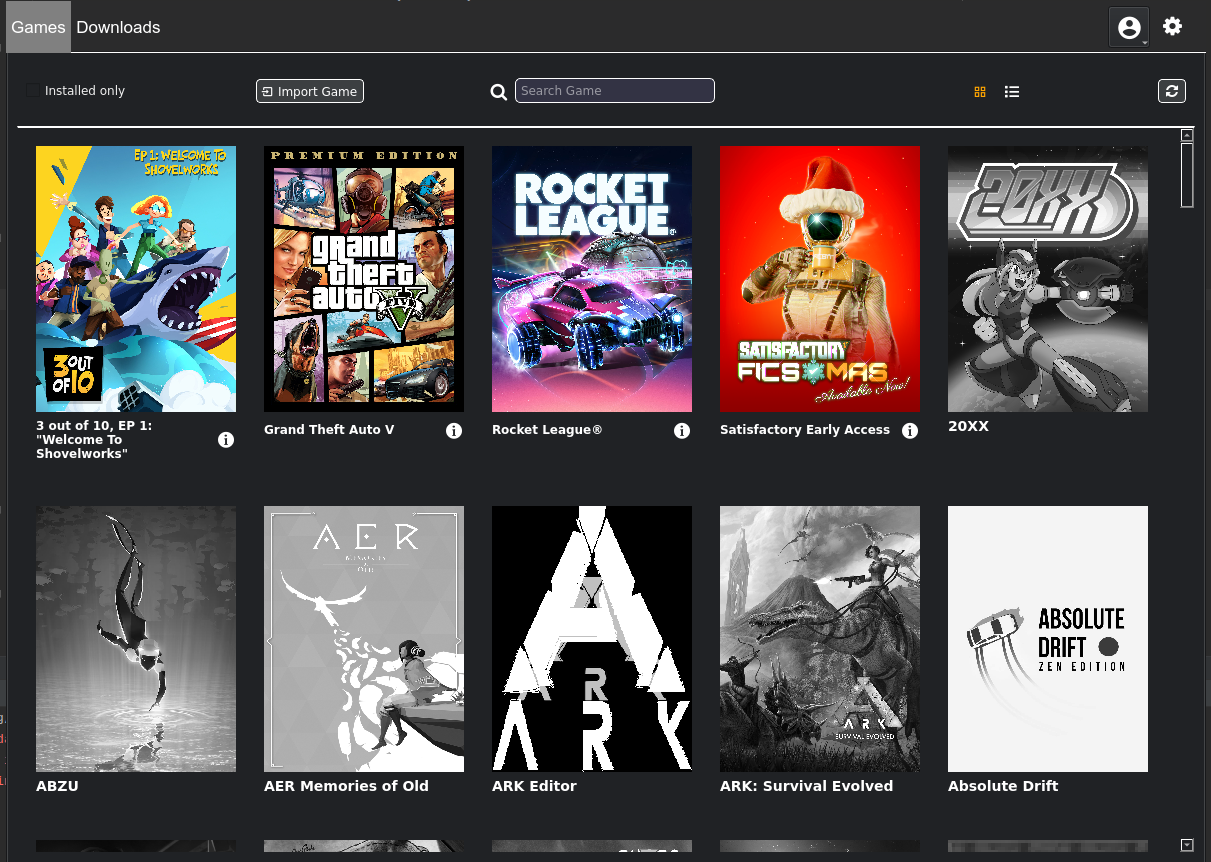 Games Downloads
Installed only
Import Game
Search Game
EP 1: WELCOME TO
SHOVELWORKS
3 OUT
OF 10
PREMIUM EDITION
grand
theft
auto V
FIVE
ROCKET
LEAGUE®
SATISFACTORY
FICS MAS
Available Now!
20XX
3 out of 10, EP 1:
"Welcome To
Shovelworks"
Grand Theft Auto V
Rocket League®
Satisfactory Early Access
20XX
AER
MEMORIES
OF
OLD
A
R
ARK
ARK
SURVIVAL EVOLVED
ABSOLUTE
DRIFT
ZEN EDITION
ABZU
AER Memories of Old
ARK Editor
ARK: Survival Evolved
Absolute Drift